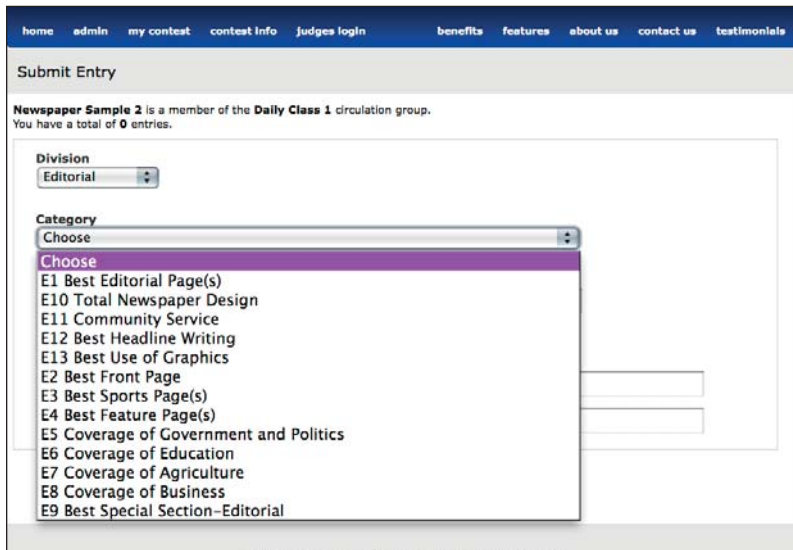 home admin my contest contest info judges login benefits features about us contact us testimonials
Submit Entry
Newspaper Sample 2 is a member of the Daily Class 1 circulation group.
You have a total of 0 entries.
Division
Editorial
Category
Choose
Choose
E1 Best Editorial Page(s)
E10 Total Newspaper Design
E11 Community Service
E12 Best Headline Writing
E13 Best Use of Graphics
E2 Best Front Page
E3 Best Sports Page(s)
E4 Best Feature Page(s)
E5 Coverage of Government and Politics
E6 Coverage of Education
E7 Coverage of Agriculture
E8 Coverage of Business
E9 Best Special Section-Editorial